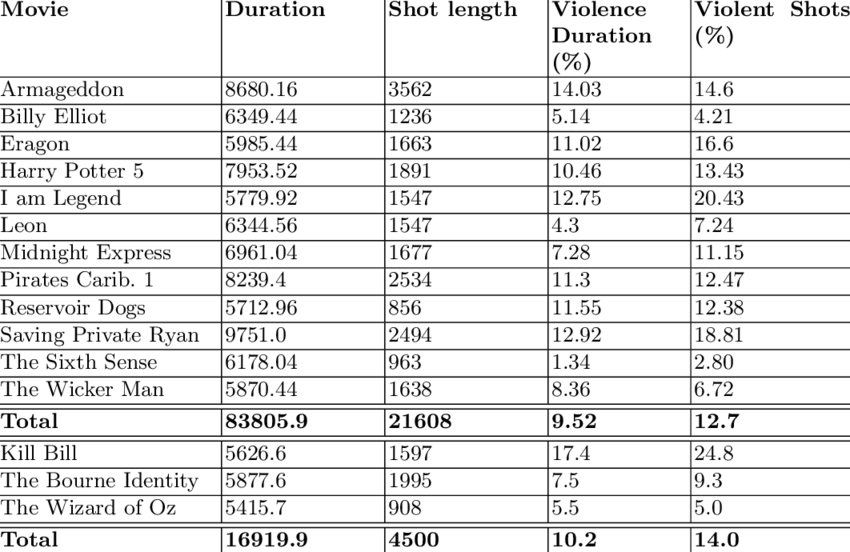 Movie Duration Shot length Violence Violent Shots
Duration (%)
(%)
Armageddon 8680.16 3562 14.03 14.6
Billy Elliot 6349.44 1236 5.14 4.21
Eragon 5985.44 1663 11.02 16.6
Harry Potter 5 7953.52 1891 10.46 13.43
I am Legend 5779.92 1547 12.75 20.43
Leon 6344.56 1547 4.3 7.24
Midnight Express 6961.04 1677 7.28 11.15
Pirates Carib. 1 8239.4 2534 11.3 12.47
Reservoir Dogs 5712.96 856 11.55 12.38
Saving Private Ryan 9751.0 2494 12.92 18.81
The Sixth Sense 6178.04 963 1.34 2.80
The Wicker Man 5870.44 1638 8.36 6.72
Total 83805.9 21608 9.52 12.7
Kill Bill 5626.6 1597 17.4 24.8
The Bourne Identity 5877.6 1995 7.5 9.3
The Wizard of Oz 5415.7 908 5.5 5.0
Total 16919.9 4500 10.2 14.0